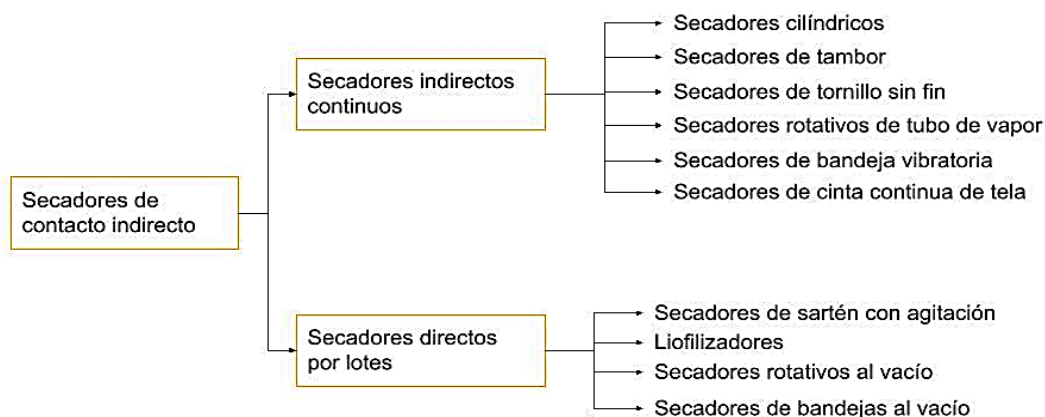 Secadores de
contacto indirecto
Secadores indirectos
continuos
Secadores cilíndricos
Secadores de tambor
Secadores de tornillo sin fin
Secadores rotativos de tubo de vapor
Secadores de bandeja vibratoria
Secadores de cinta continua de tela
Secadores directos
por lotes
Secadores de sartén con agitación
Liofilizadores
Secadores rotativos al vacío
Secadores de bandejas al vacío